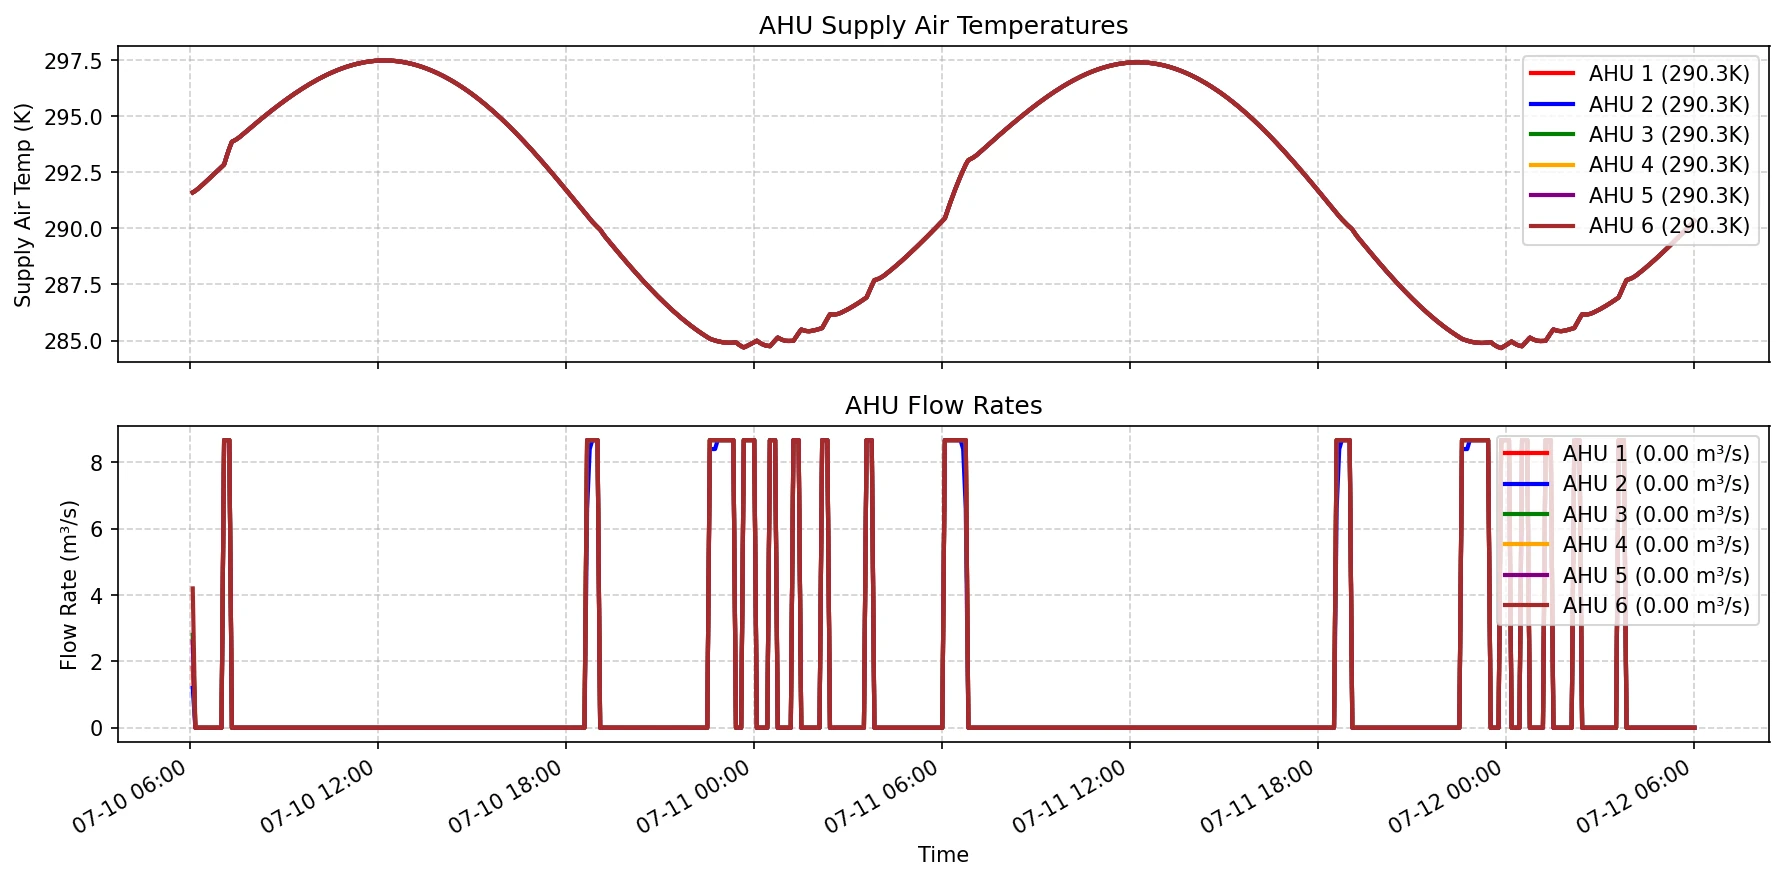 AHU Supply Air Temperatures
Supply Air Temp (K)
297.5
295.0
292.5
290.0
287.5
285.0
AHU 1 (290.3K)
AHU 2 (290.3K)
AHU 3 (290.3K)
AHU 4 (290.3K)
AHU 5 (290.3K)
AHU 6 (290.3K)
AHU Flow Rates
Flow Rate (m³/s)
8
6
4
2
0
AHU 1 (0.00 m³/s)
AHU 2 (0.00 m³/s)
AHU 3 (0.00 m³/s)
AHU 4 (0.00 m³/s)
AHU 5 (0.00 m³/s)
AHU 6 (0.00 m³/s)
07-10 06:00
07-10 12:00
07-10 18:00
07-11 00:00
07-11 06:00
07-11 12:00
07-11 18:00
07-12 00:00
07-12 06:00
Time